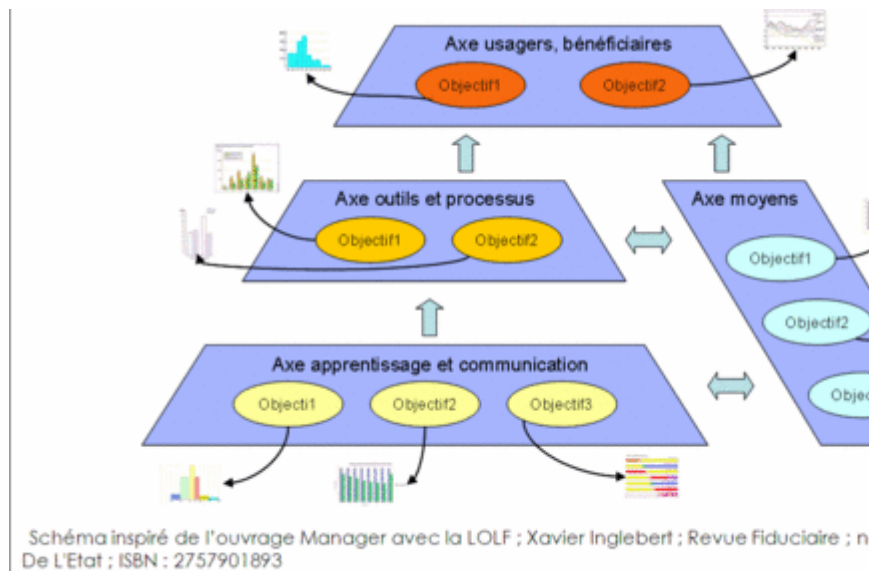 Axe usagers, bénéficiaires
Objectif1
Objectif2
Axe outils et processus
Objectif1
Objectif2
Axe moyens
Objectif1
Objectif2
Axe apprentissage et communication
Objecti1
Objectif2
Objectif3
Schéma inspiré de l'ouvrage Manager avec la LOLF ; Xavier Inglebert ; Revue Fiduciaire ;
De L'Etat ; ISBN : 2757901893